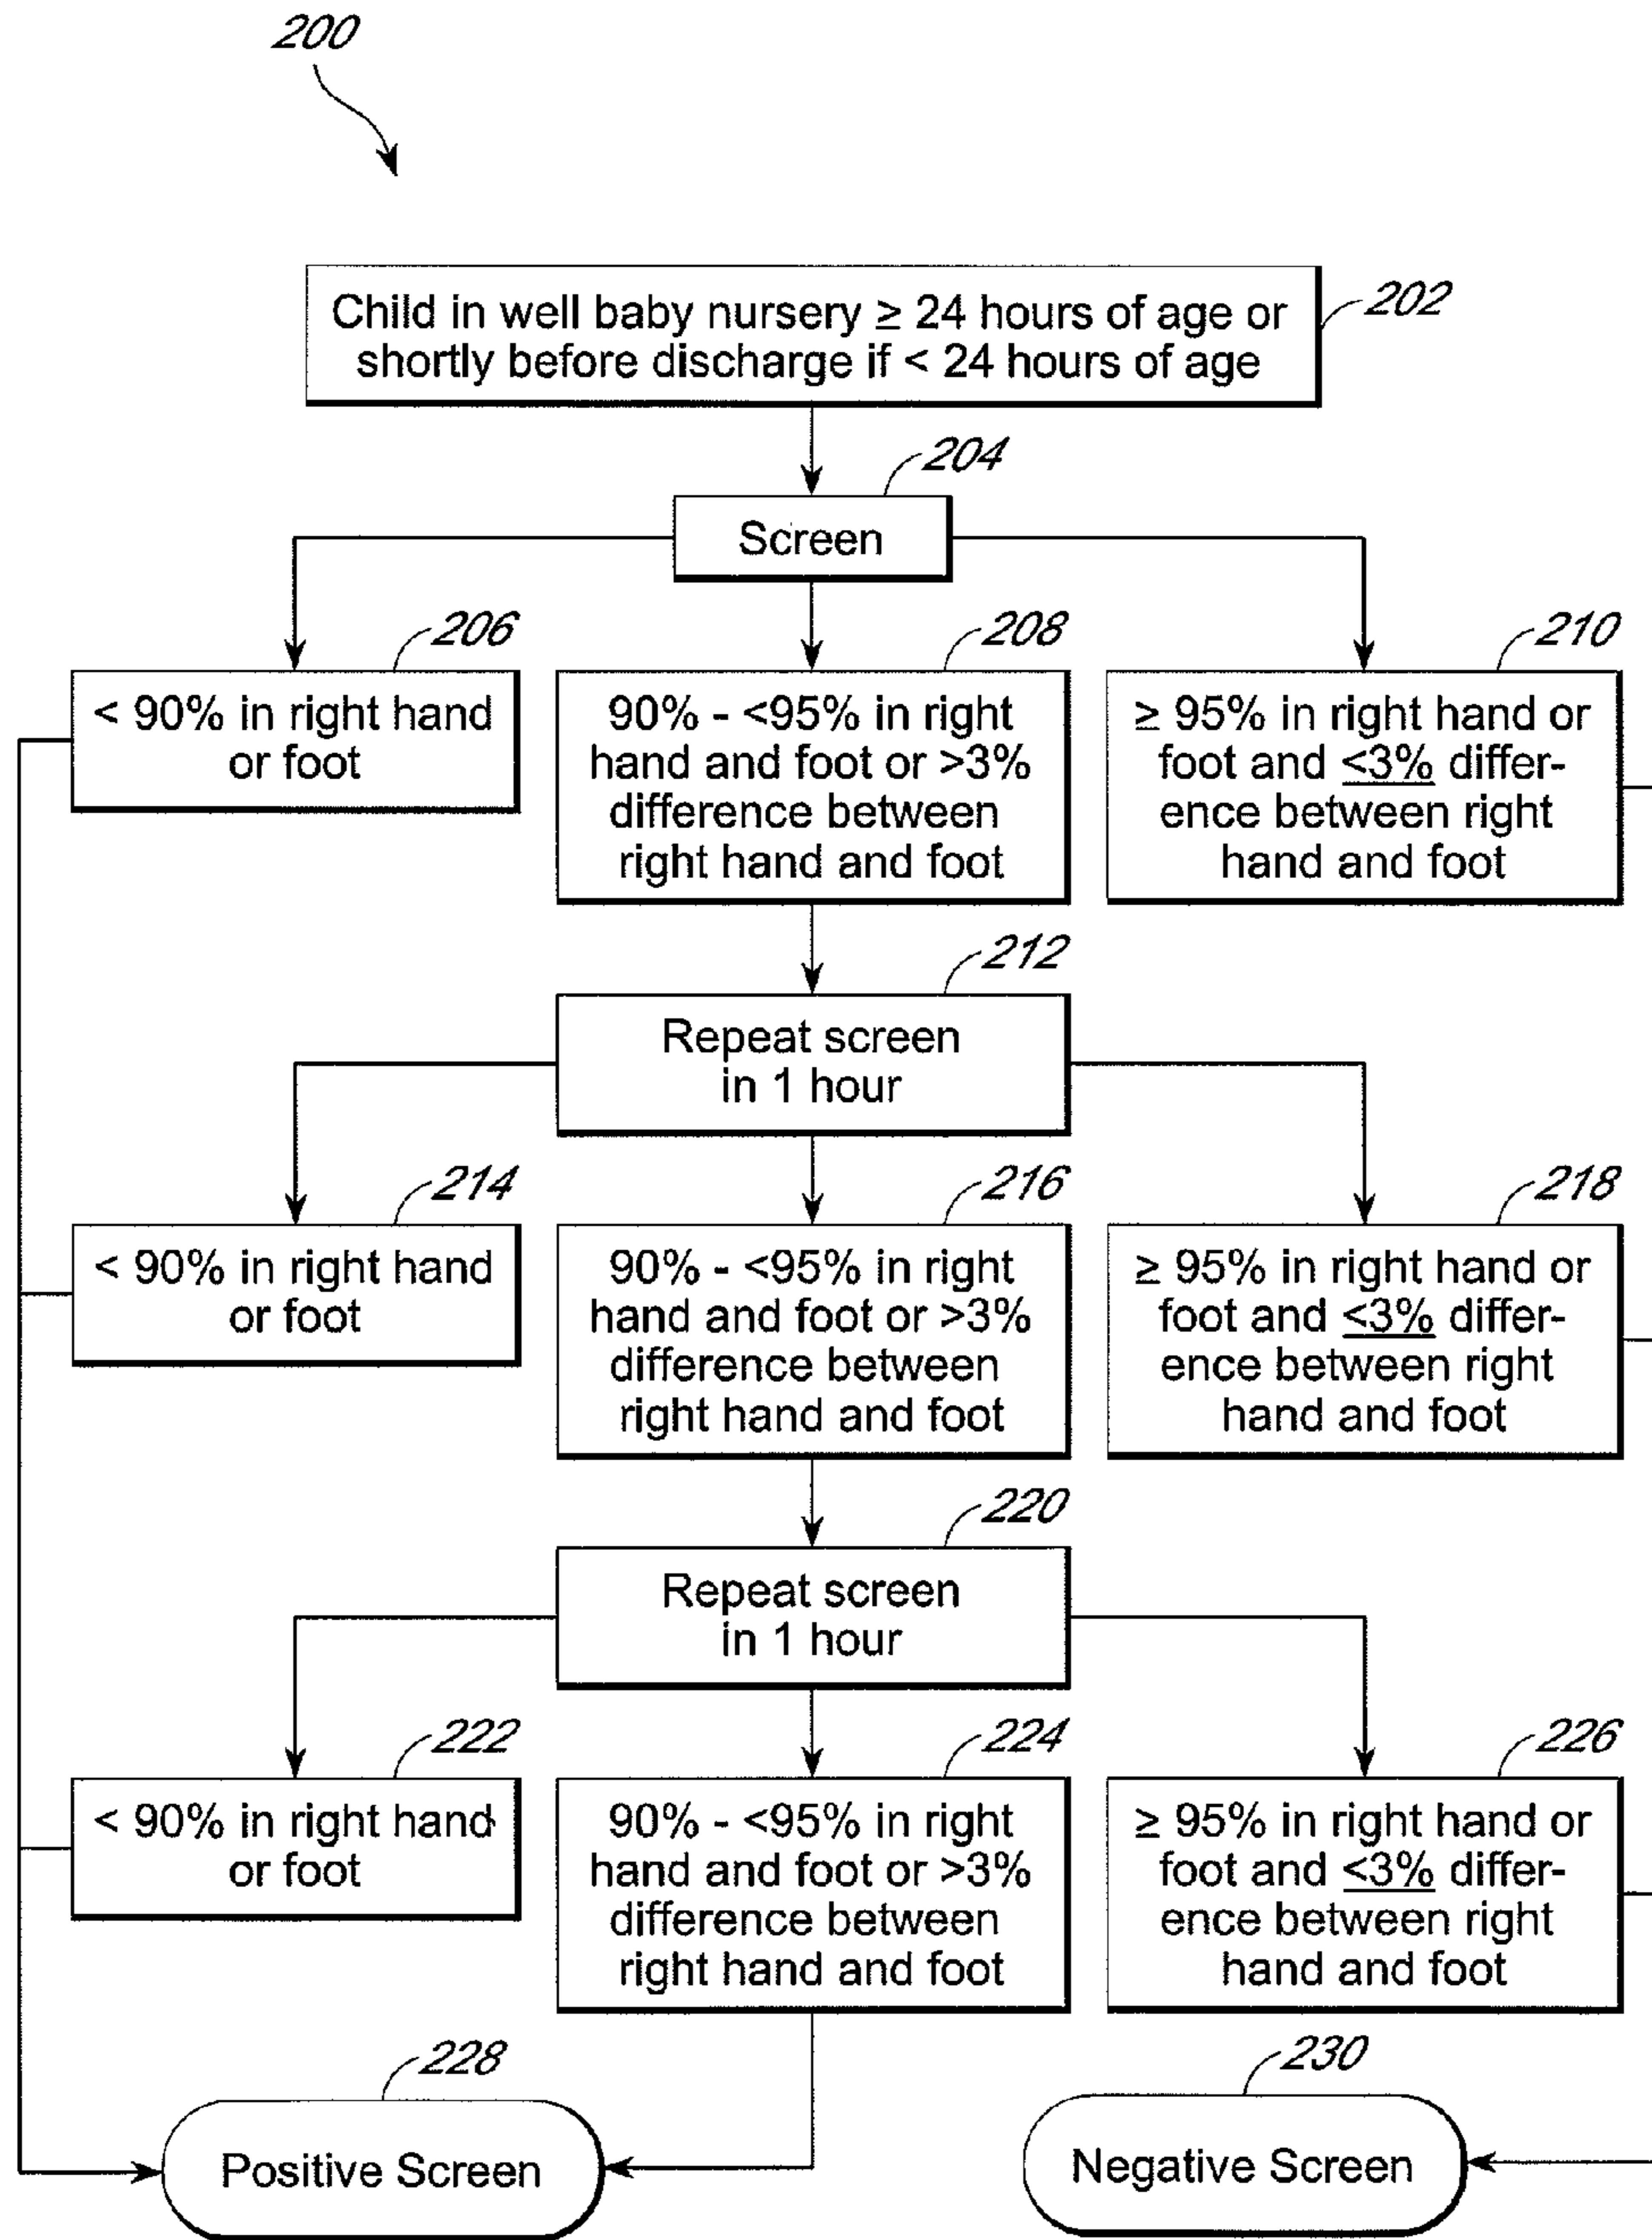 200
202
Child in well baby nursery ≥ 24 hours of age or
shortly before discharge if < 24 hours of age
204
Screen
206
< 90% in right hand
or foot
208
90% - <95% in right
hand and foot or >3%
difference between
right hand and foot
210
≥ 95% in right hand or
foot and <3% differ-
ence between right
hand and foot
212
Repeat screen
in 1 hour
214
< 90% in right hand
or foot
216
90% - <95% in right
hand and foot or >3%
difference between
right hand and foot
218
≥ 95% in right hand or
foot and <3% differ-
ence between right
hand and foot
220
Repeat screen
in 1 hour
222
< 90% in right hand
or foot
224
90% - <95% in right
hand and foot or >3%
difference between
right hand and foot
226
≥ 95% in right hand or
foot and <3% differ-
ence between right
hand and foot
228
Positive Screen
230
Negative Screen